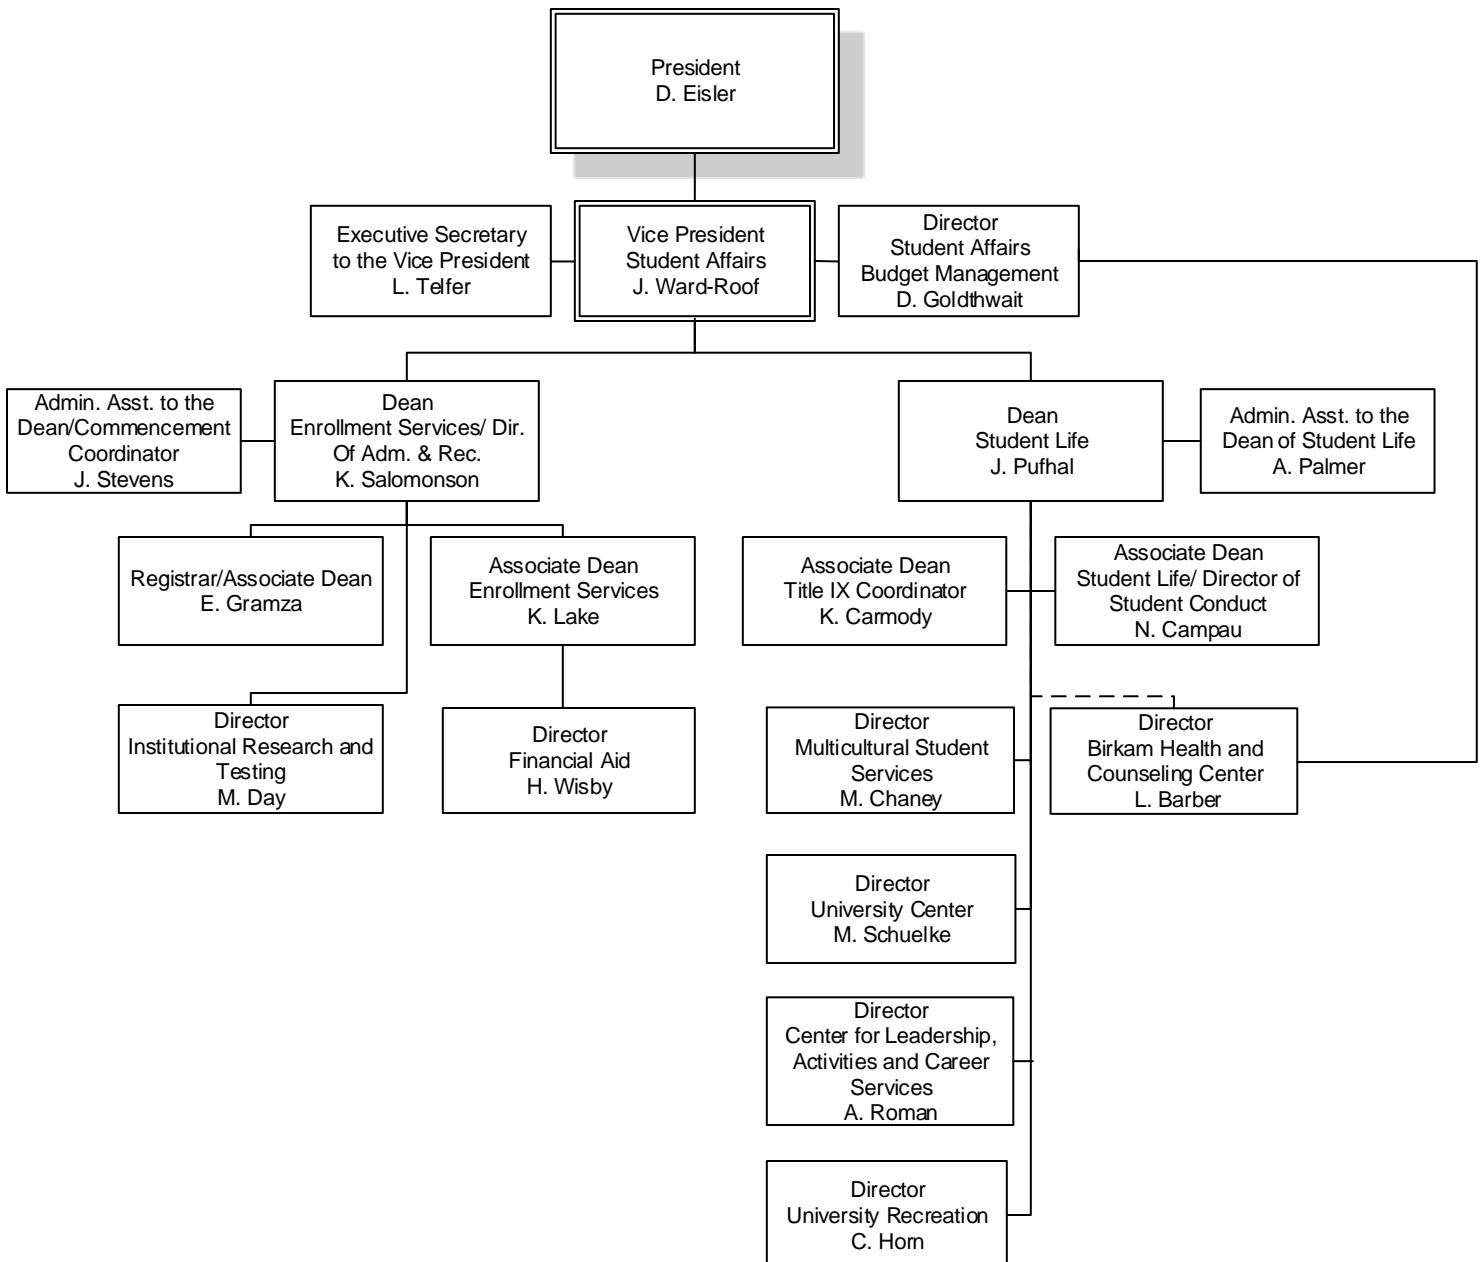 President
D. Eisler
Executive Secretary
to the Vice President
L. Telfer
Vice President
Student Affairs
J. Ward-Roof
Director
Student Affairs
Budget Management
D. Goldthwait
Admin. Asst. to the
Dean/Commencement
Coordinator
J. Stevens
Dean
Enrollment Services/ Dir.
Of Adm. & Rec.
K. Salomonson
Dean
Student Life
J. Pufhal
Admin. Asst. to the
Dean of Student Life
A. Palmer
Registrar/Associate Dean
E. Gramza
Associate Dean
Enrollment Services
K. Lake
Associate Dean
Title IX Coordinator
K. Carmody
Associate Dean
Student Life/ Director of
Student Conduct
N. Campau
Director
Institutional Research and
Testing
M. Day
Director
Financial Aid
H. Wisby
Director
Multicultural Student
Services
M. Chaney
Director
Birkam Health and
Counseling Center
L. Barber
Director
University Center
M. Schuelke
Director
Center for Leadership,
Activities and Career
Services
A. Roman
Director
University Recreation
C. Horn